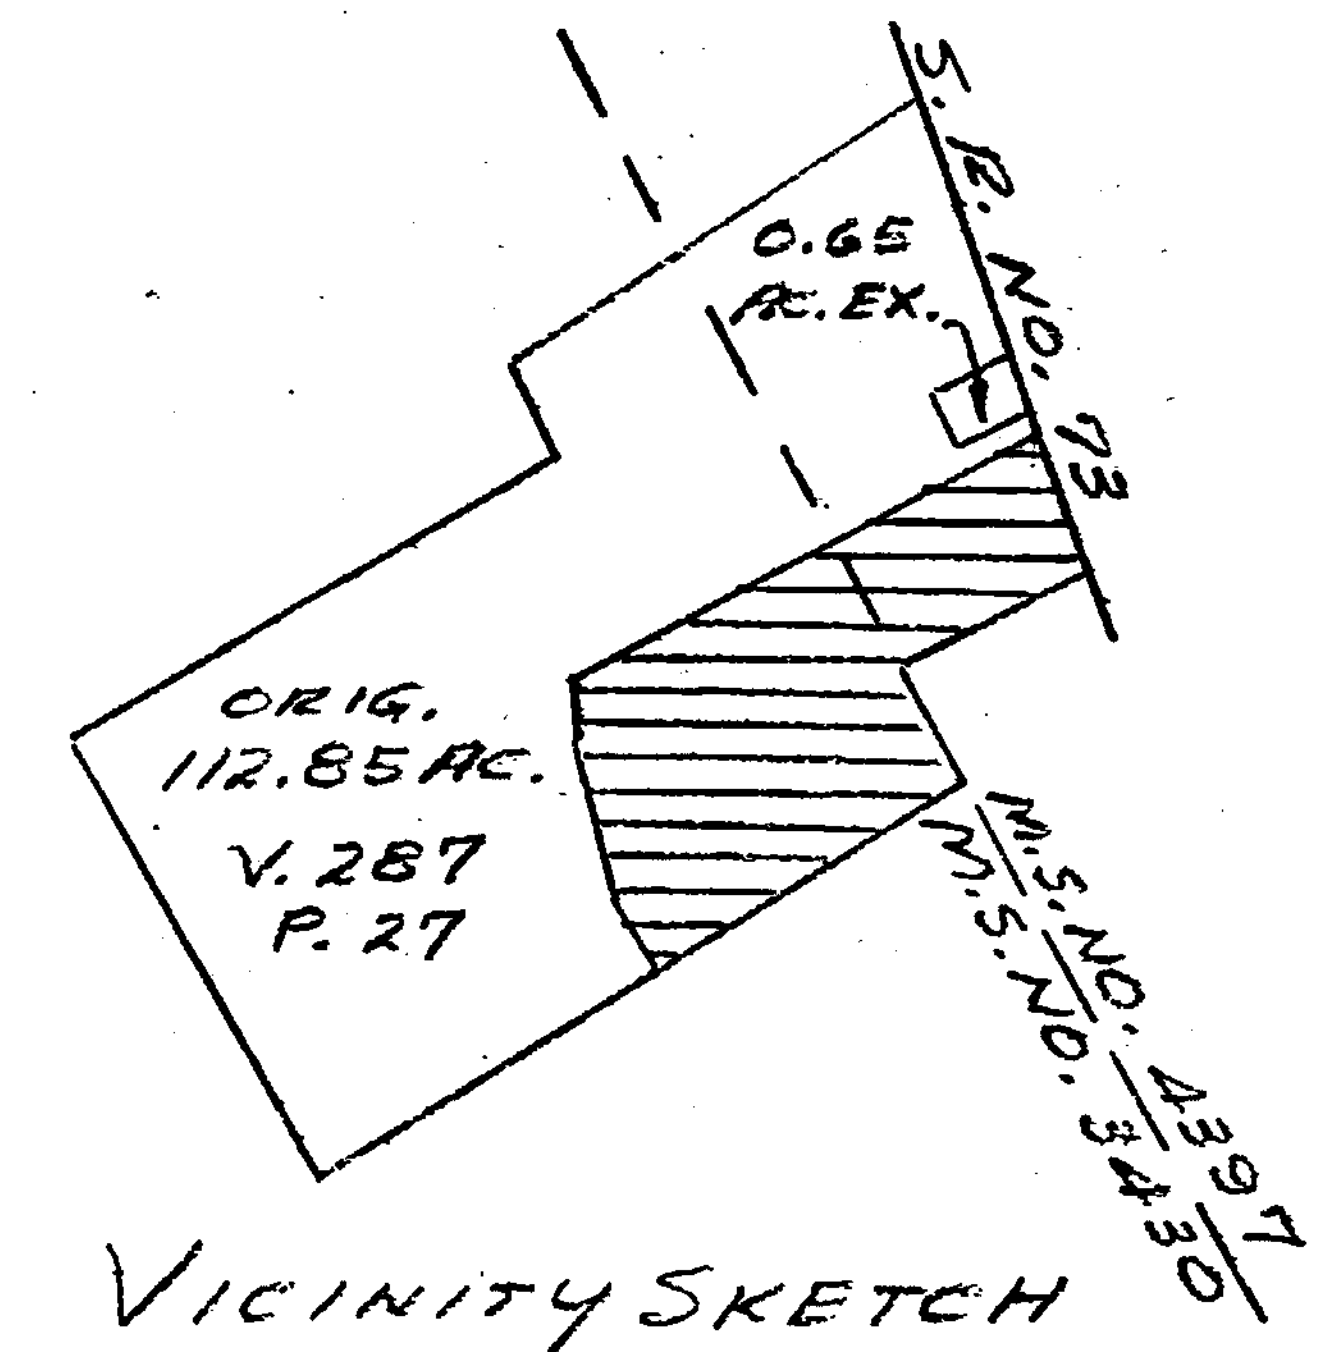 S. R. NO. 73
0.65
AC. EX.
ORIG.
112.85 AC.
V. 287
P. 27
M.S. NO. 4397
M.S. NO. 3430
VICINITY SKETCH